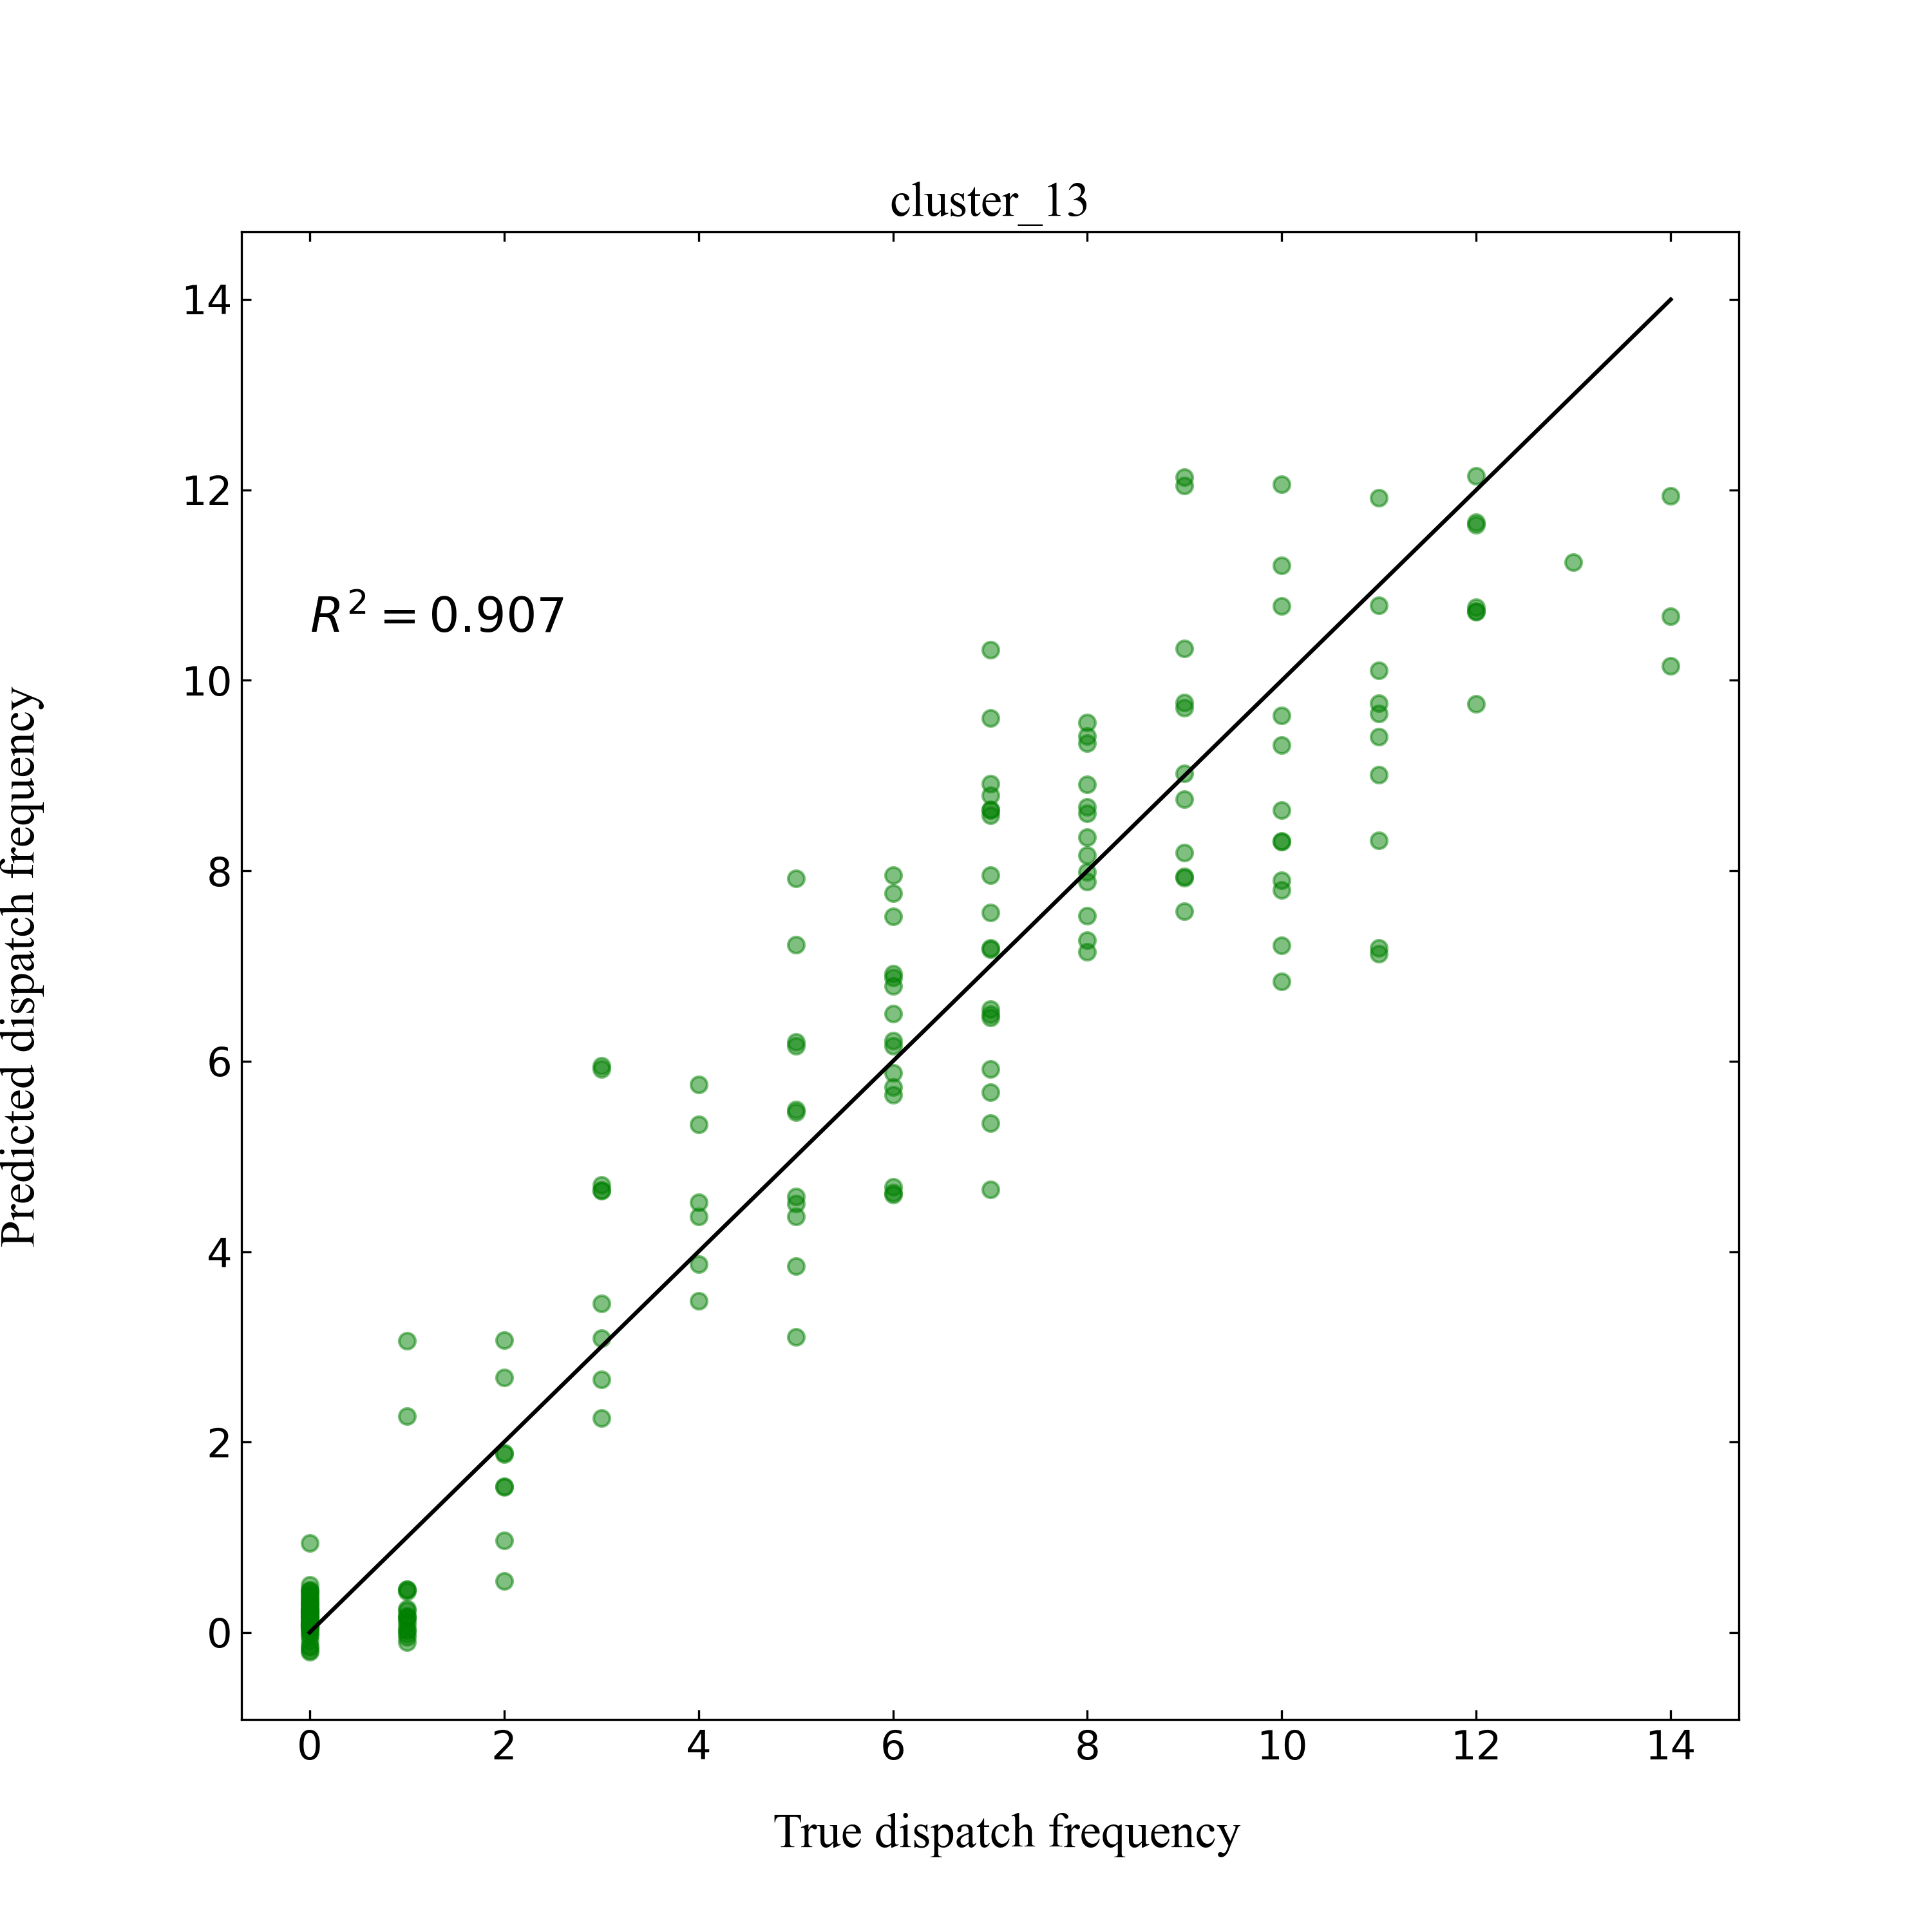 cluster_13
14
12
10
8
6
4
2
0
R² = 0.907
Predicted dispatch frequency
0 2 4 6 8 10 12 14
True dispatch frequency